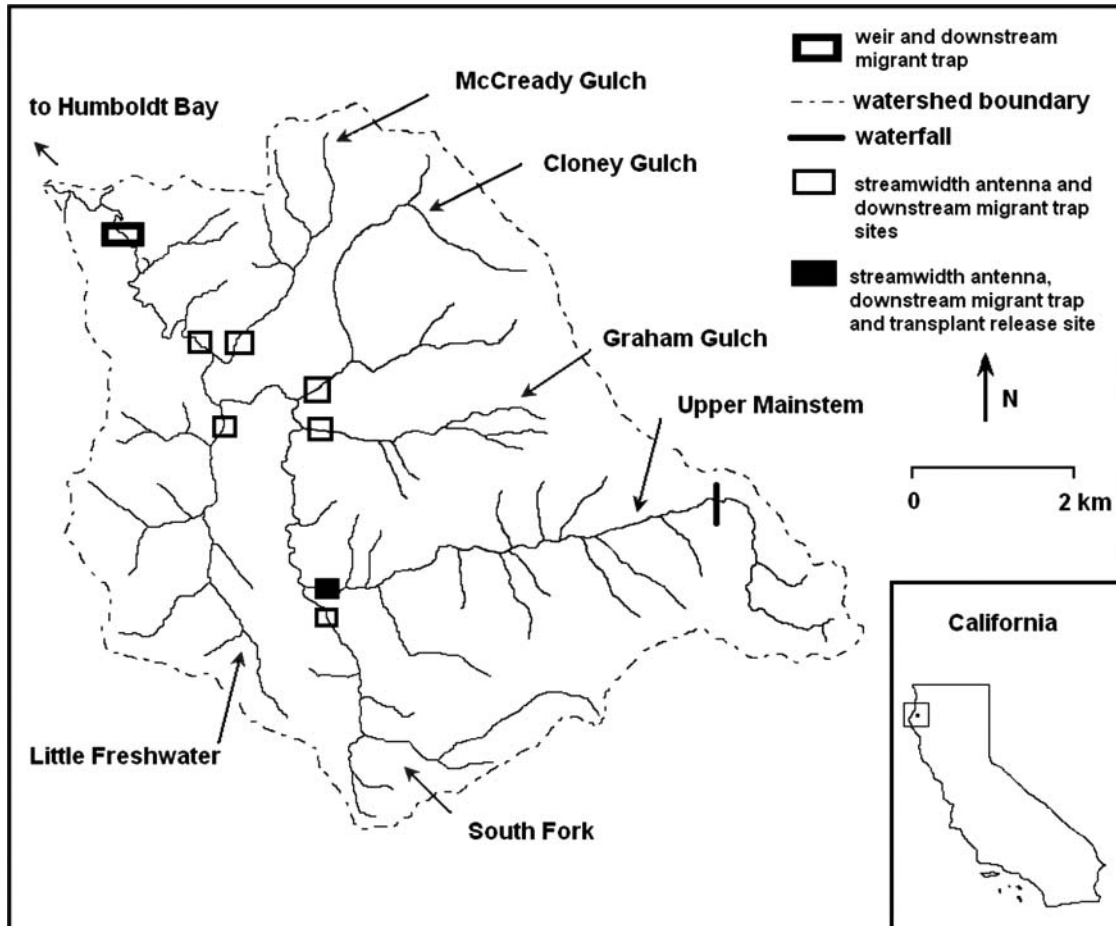 weir and downstream
migrant trap
watershed boundary
waterfall
streamwidth antenna and
downstream migrant trap
sites
streamwidth antenna,
downstream migrant trap
and transplant release site
N
0 2 km
to Humboldt Bay
McCready Gulch
Cloney Gulch
Graham Gulch
Upper Mainstem
Little Freshwater
South Fork
California